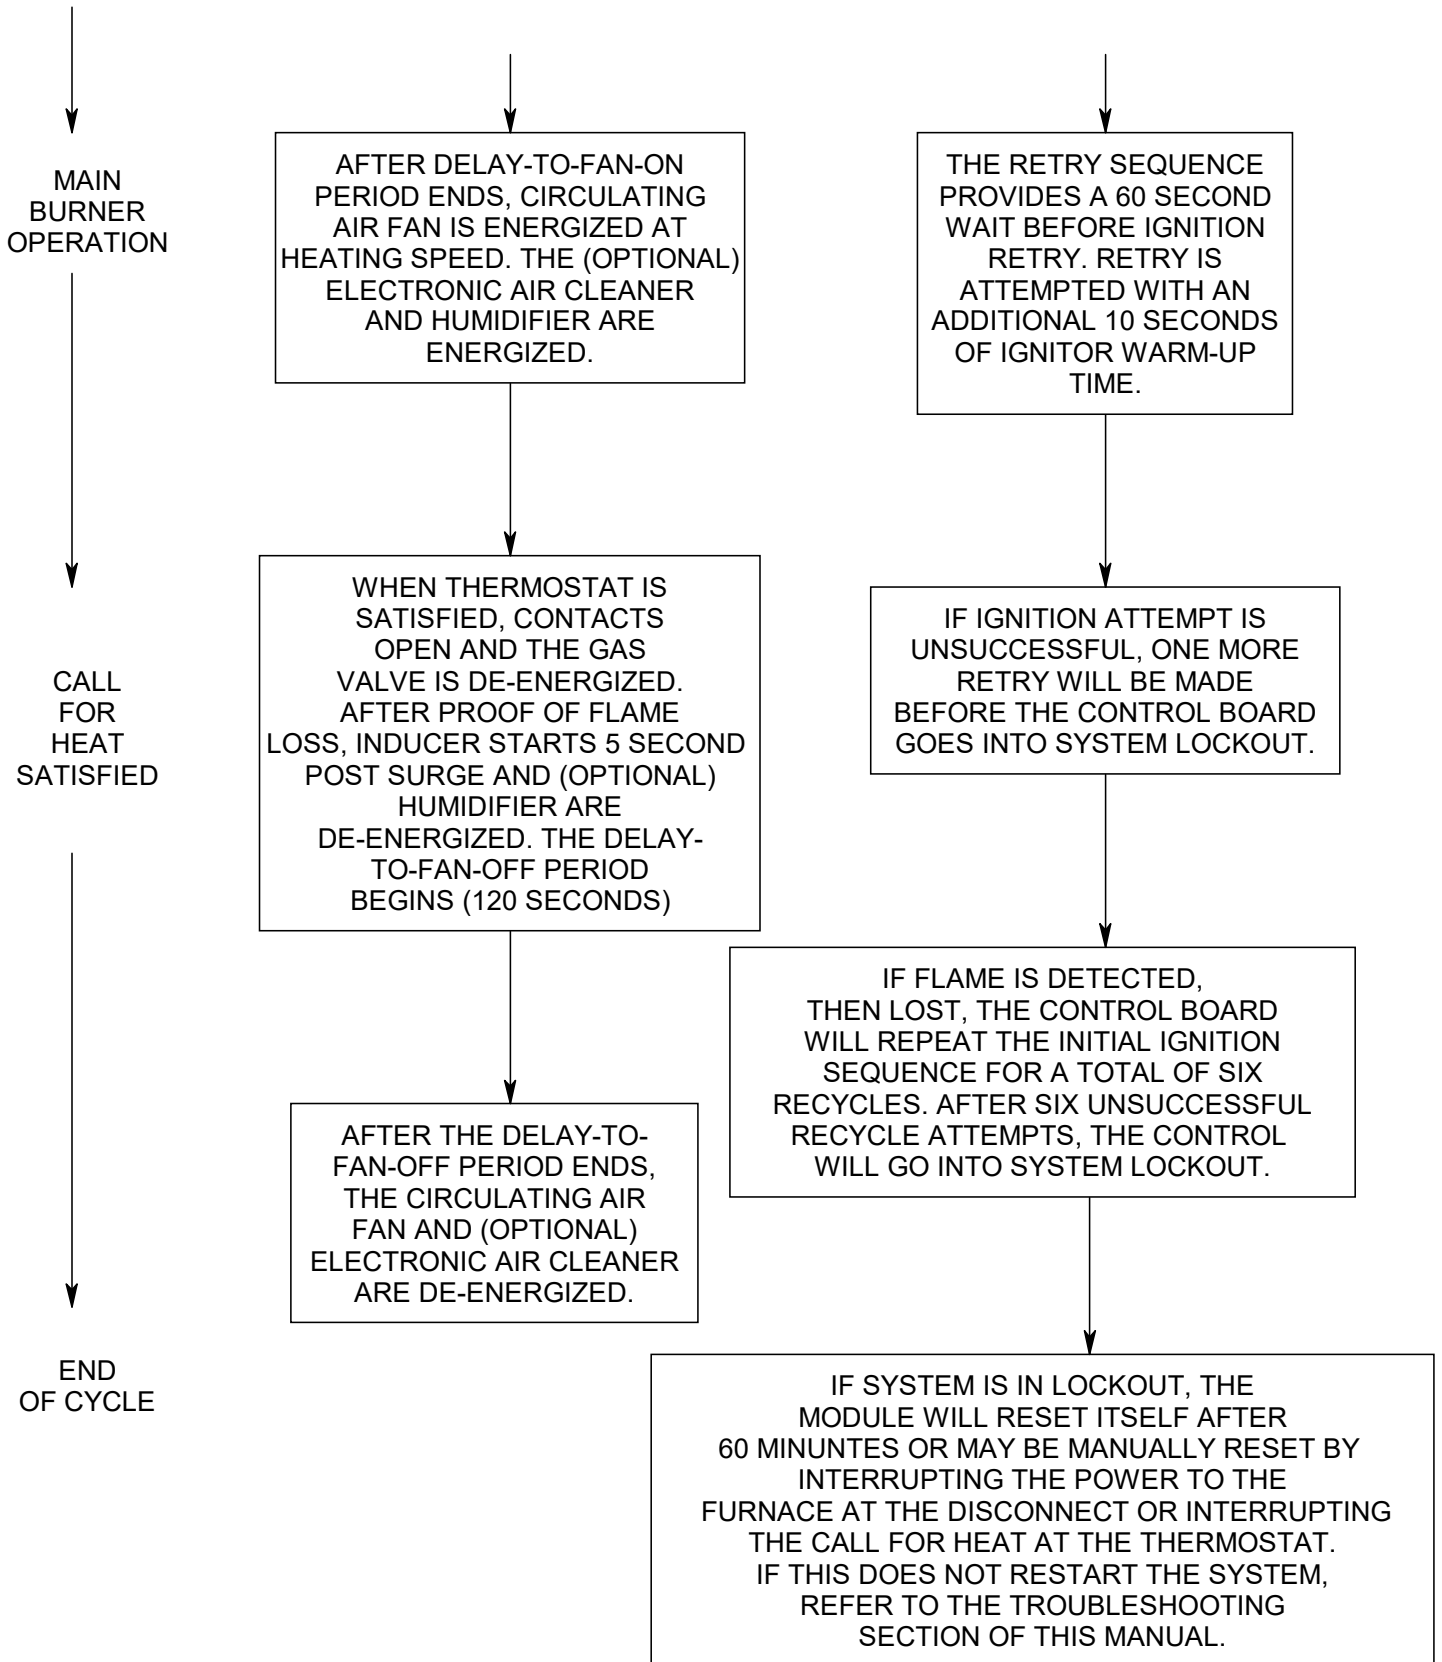 MAIN
BURNER
OPERATION
CALL
FOR
HEAT
SATISFIED
END
OF CYCLE
AFTER DELAY-TO-FAN-ON
PERIOD ENDS, CIRCULATING
AIR FAN IS ENERGIZED AT
HEATING SPEED. THE (OPTIONAL)
ELECTRONIC AIR CLEANER
AND HUMIDIFIER ARE
ENERGIZED.
WHEN THERMOSTAT IS
SATISFIED, CONTACTS
OPEN AND THE GAS
VALVE IS DE-ENERGIZED.
AFTER PROOF OF FLAME
LOSS, INDUCER STARTS 5 SECOND
POST SURGE AND (OPTIONAL)
HUMIDIFIER ARE
DE-ENERGIZED. THE DELAY-
TO-FAN-OFF PERIOD
BEGINS (120 SECONDS)
AFTER THE DELAY-TO-
FAN-OFF PERIOD ENDS,
THE CIRCULATING AIR
FAN AND (OPTIONAL)
ELECTRONIC AIR CLEANER
ARE DE-ENERGIZED.
THE RETRY SEQUENCE
PROVIDES A 60 SECOND
WAIT BEFORE IGNITION
RETRY. RETRY IS
ATTEMPTED WITH AN
ADDITIONAL 10 SECONDS
OF IGNITOR WARM-UP
TIME.
IF IGNITION ATTEMPT IS
UNSUCCESSFUL, ONE MORE
RETRY WILL BE MADE
BEFORE THE CONTROL BOARD
GOES INTO SYSTEM LOCKOUT.
IF FLAME IS DETECTED,
THEN LOST, THE CONTROL BOARD
WILL REPEAT THE INITIAL IGNITION
SEQUENCE FOR A TOTAL OF SIX
RECYCLES. AFTER SIX UNSUCCESSFUL
RECYCLE ATTEMPTS, THE CONTROL
WILL GO INTO SYSTEM LOCKOUT.
IF SYSTEM IS IN LOCKOUT, THE
MODULE WILL RESET ITSELF AFTER
60 MINUNTES OR MAY BE MANUALLY RESET BY
INTERRUPTING THE POWER TO THE
FURNACE AT THE DISCONNECT OR INTERRUPTING
THE CALL FOR HEAT AT THE THERMOSTAT.
IF THIS DOES NOT RESTART THE SYSTEM,
REFER TO THE TROUBLESHOOTING
SECTION OF THIS MANUAL.